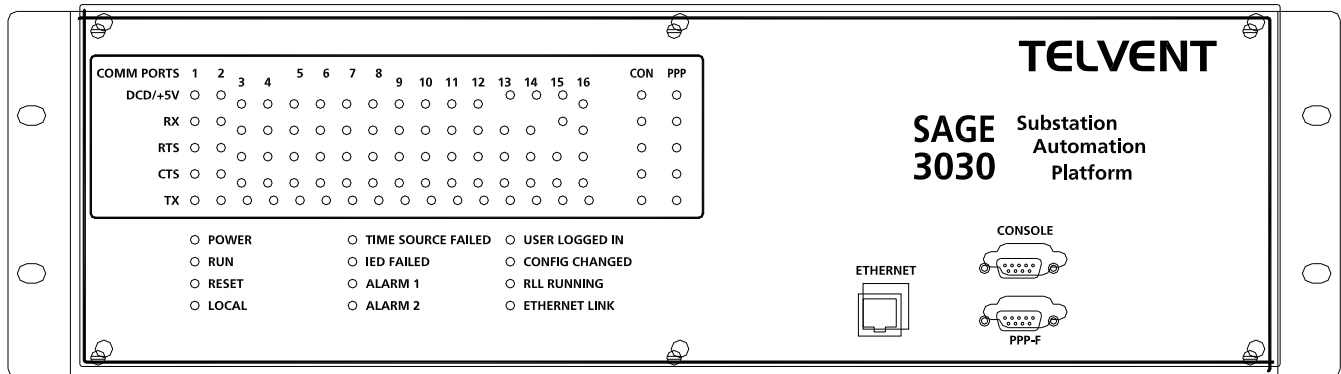 TELVENT
COMM PORTS 1 2 3 4 5 6 7 8 9 10 11 12 13 14 15 16 CON PPP
DCD/+5V
RX
RTS
CTS
TX
SAGE 3030
Substation
Automation
Platform
POWER
RUN
RESET
LOCAL
TIME SOURCE FAILED
IED FAILED
ALARM 1
ALARM 2
USER LOGGED IN
CONFIG CHANGED
RLL RUNNING
ETHERNET LINK
ETHERNET
CONSOLE
PPP-F